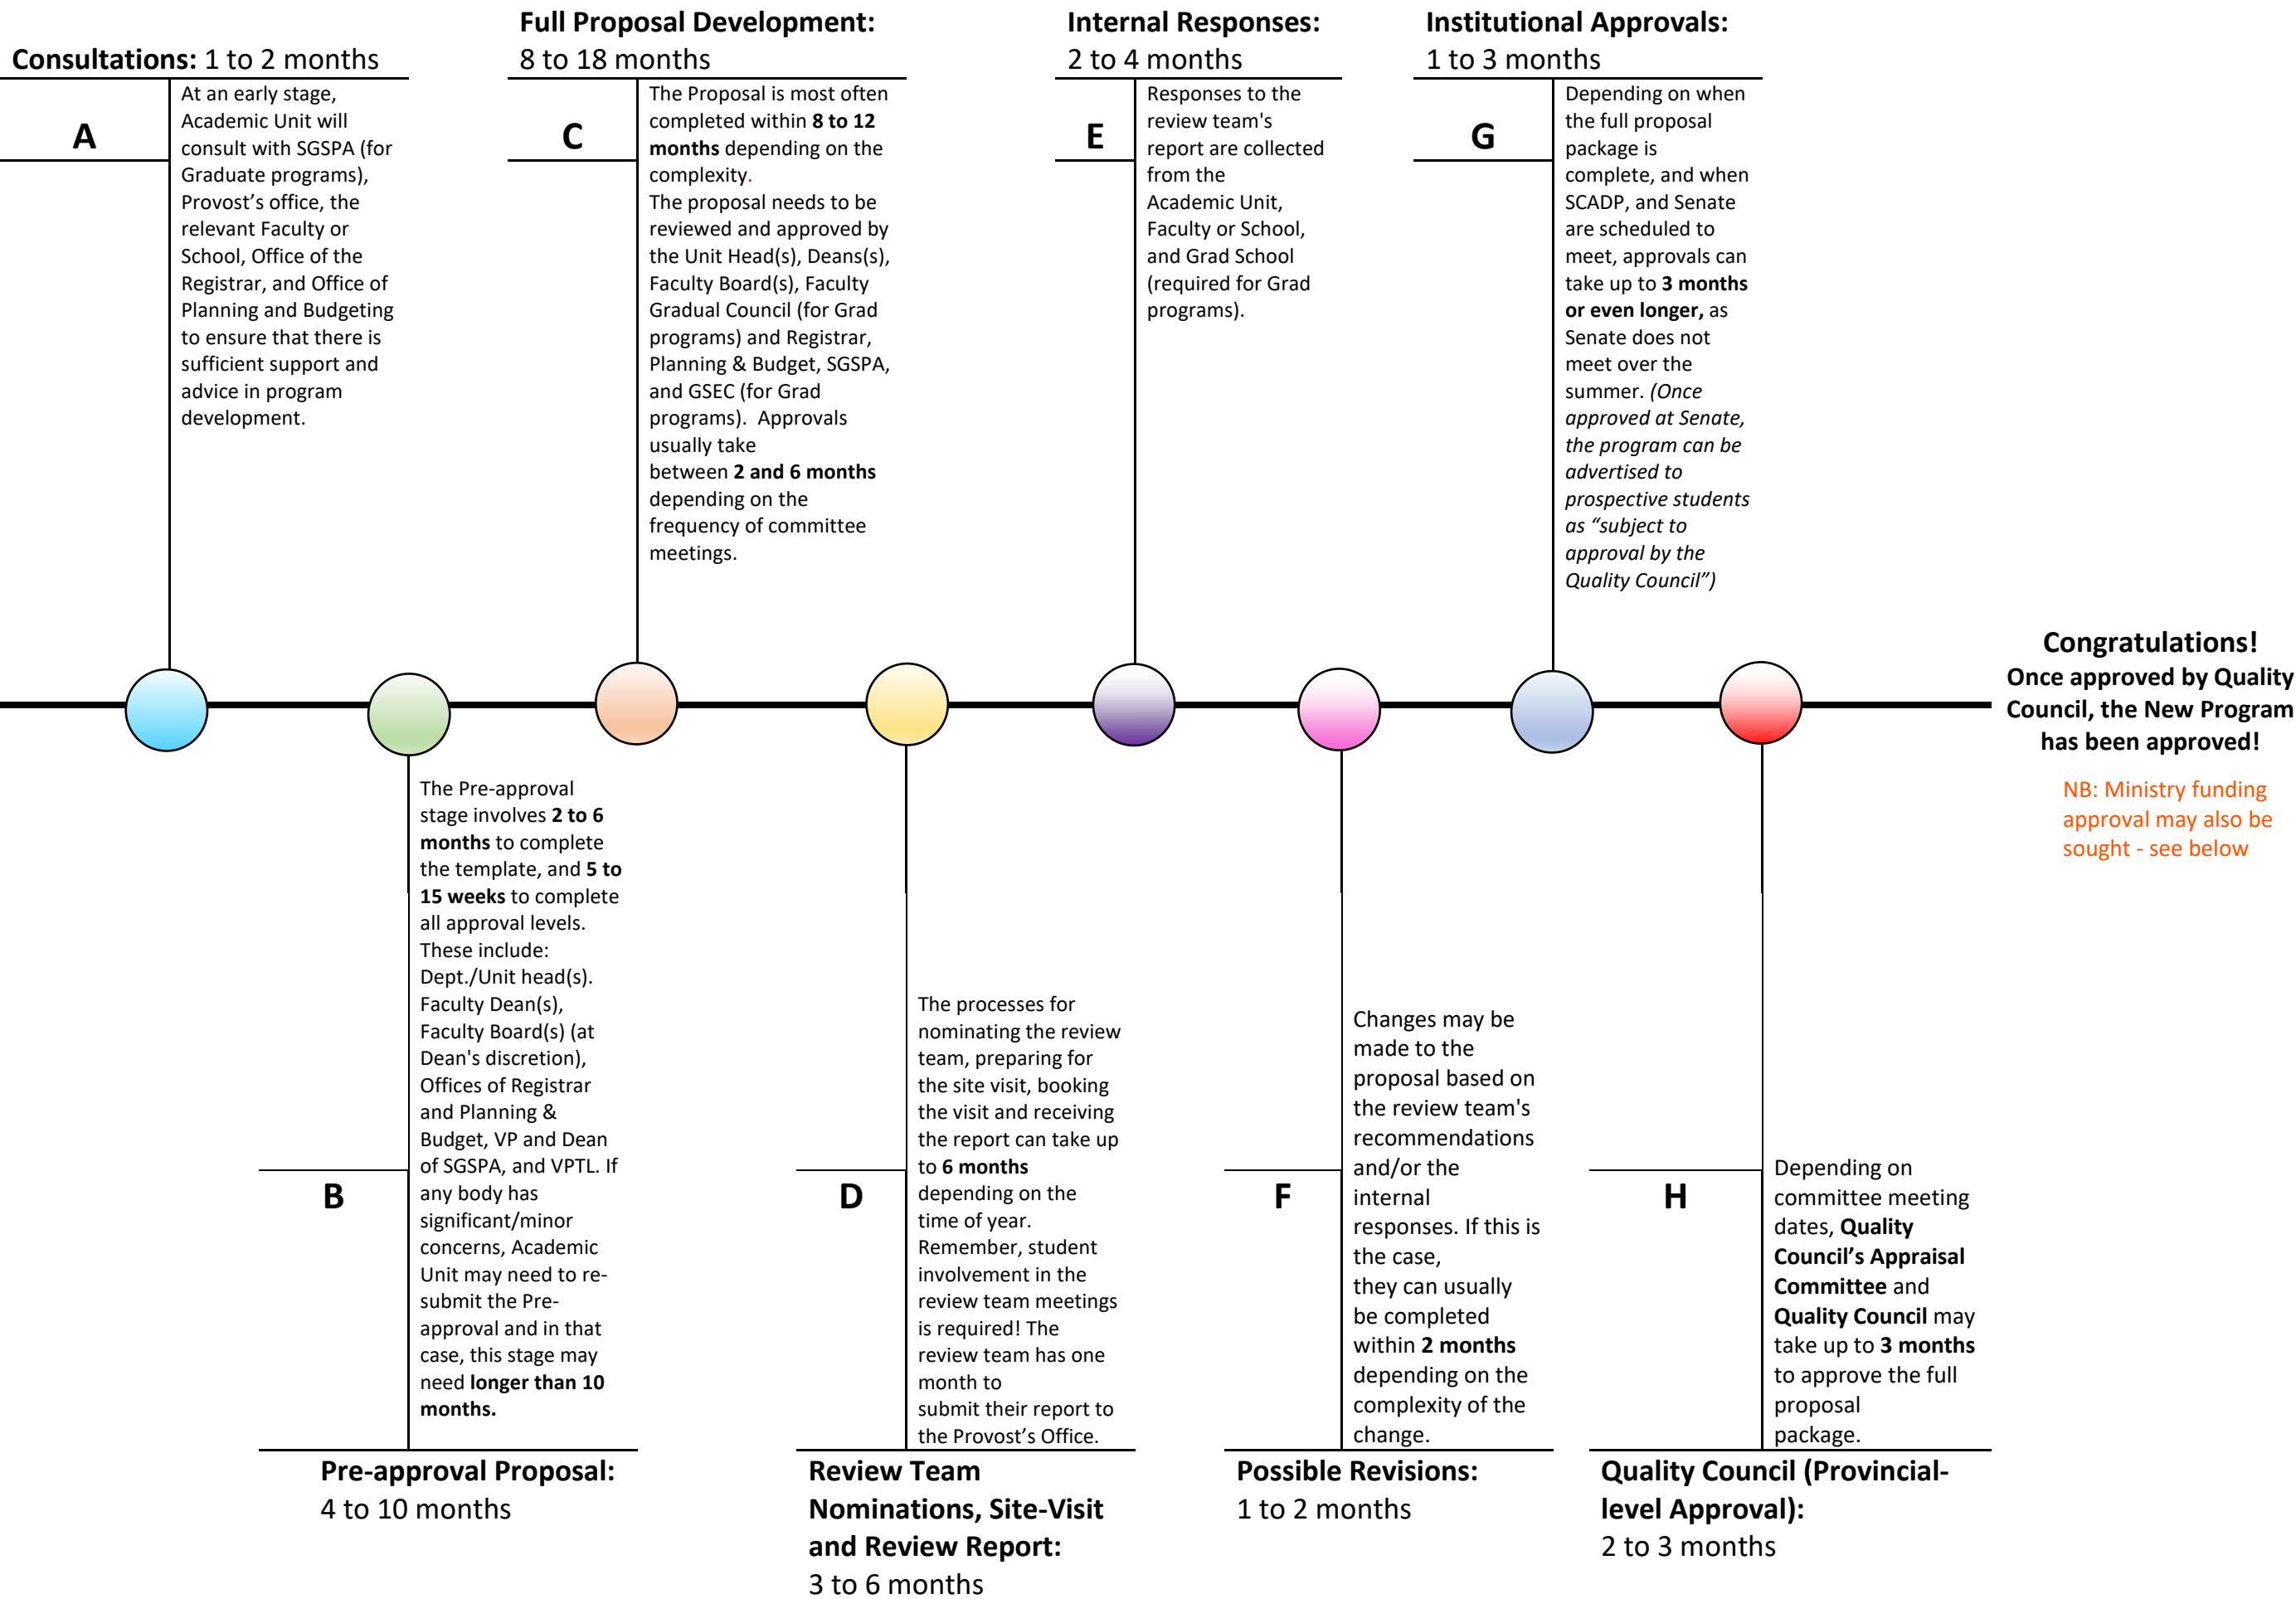 Consultations: 1 to 2 months
A
At an early stage,
Academic Unit will
consult with SGSPA (for
Graduate programs),
Provost’s office, the
relevant Faculty or
School, Office of the
Registrar, and Office of
Planning and Budgeting
to ensure that there is
sufficient support and
advice in program
development.
The Pre-approval
stage involves 2 to 6
months to complete
the template, and 5 to
15 weeks to complete
all approval levels.
These include:
Dept./Unit head(s).
Faculty Dean(s),
Faculty Board(s) (at
Dean's discretion),
Offices of Registrar
and Planning &
Budget, VP and Dean
of SGSPA, and VPTL. If
any body has
significant/minor
concerns, Academic
Unit may need to re-
submit the Pre-
approval and in that
case, this stage may
need longer than 10
months.
B
Pre-approval Proposal:
4 to 10 months
Full Proposal Development:
8 to 18 months
C
The Proposal is most often
completed within 8 to 12
months depending on the
complexity.
The proposal needs to be
reviewed and approved by
the Unit Head(s), Deans(s),
Faculty Board(s), Faculty
Gradual Council (for Grad
programs) and Registrar,
Planning & Budget, SGSPA,
and GSEC (for Grad
programs).  Approvals
usually take
between 2 and 6 months
depending on the
frequency of committee
meetings.
The processes for
nominating the review
team, preparing for
the site visit, booking
the visit and receiving
the report can take up
to 6 months
depending on the
time of year.
Remember, student
involvement in the
review team meetings
is required! The
review team has one
month to
submit their report to
the Provost’s Office.
D
Review Team
Nominations, Site-Visit
and Review Report:
3 to 6 months
Internal Responses:
2 to 4 months
E
Responses to the
review team's
report are collected
from the
Academic Unit,
Faculty or School,
and Grad School
(required for Grad
programs).
Changes may be
made to the
proposal based on
the review team's
recommendations
and/or the
internal
responses. If this is
the case,
they can usually
be completed
within 2 months
depending on the
complexity of the
change.
F
Possible Revisions:
1 to 2 months
Institutional Approvals:
1 to 3 months
G
Depending on when
the full proposal
package is
complete, and when
SCADP, and Senate
are scheduled to
meet, approvals can
take up to 3 months
or even longer, as
Senate does not
meet over the
summer. (Once
approved at Senate,
the program can be
advertised to
prospective students
as “subject to
approval by the
Quality Council”)
Depending on
committee meeting
dates, Quality
Council’s Appraisal
Committee and
Quality Council may
take up to 3 months
to approve the full
proposal
package.
H
Quality Council (Provincial-
level Approval):
2 to 3 months
Congratulations!
Once approved by Quality
Council, the New Program
has been approved!
NB: Ministry funding
approval may also be
sought - see below